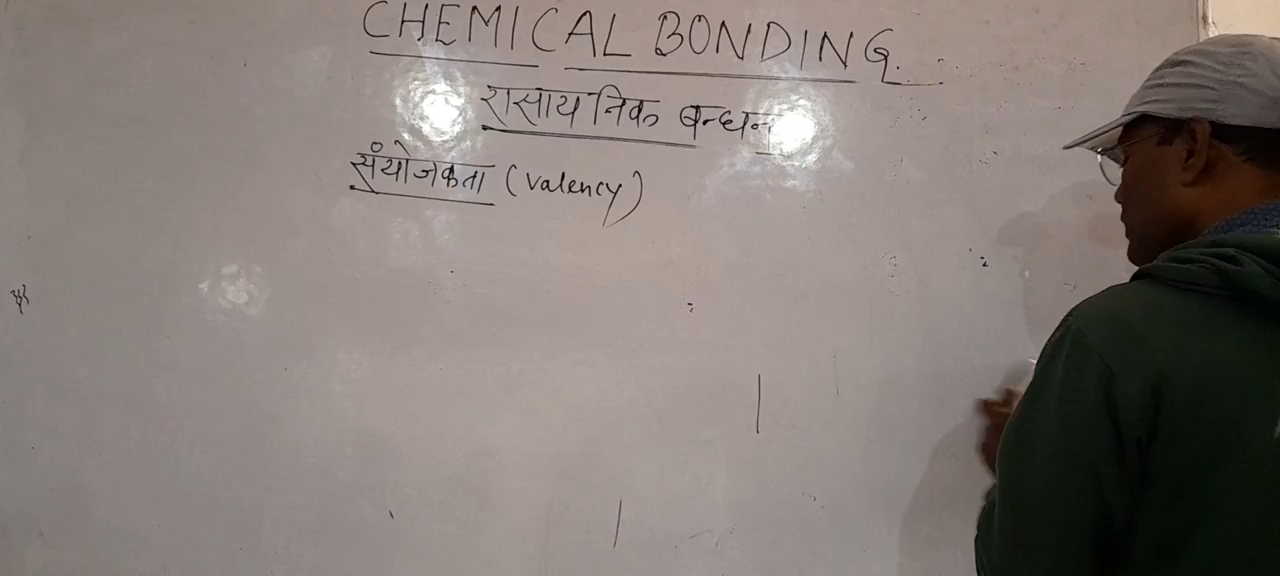 CHEMICAL BONDING.
रासायनिक बन्धन
संयोजकता (Valency)